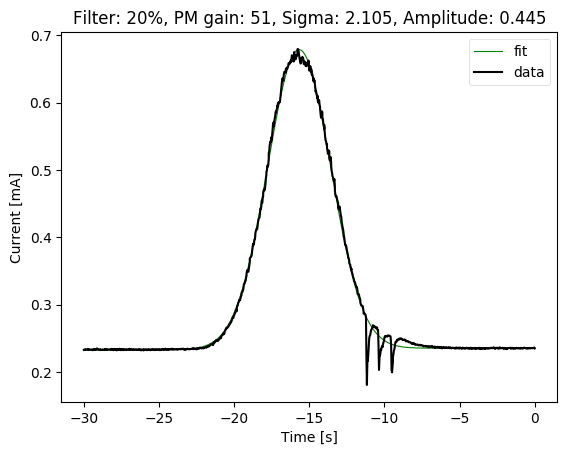 Filter: 20%, PM gain: 51, Sigma: 2.105, Amplitude: 0.445
fit
data
0.7
0.6
0.5
0.4
0.3
0.2
Current [mA]
−30
−25
−20
−15
−10
−5
0
Time [s]